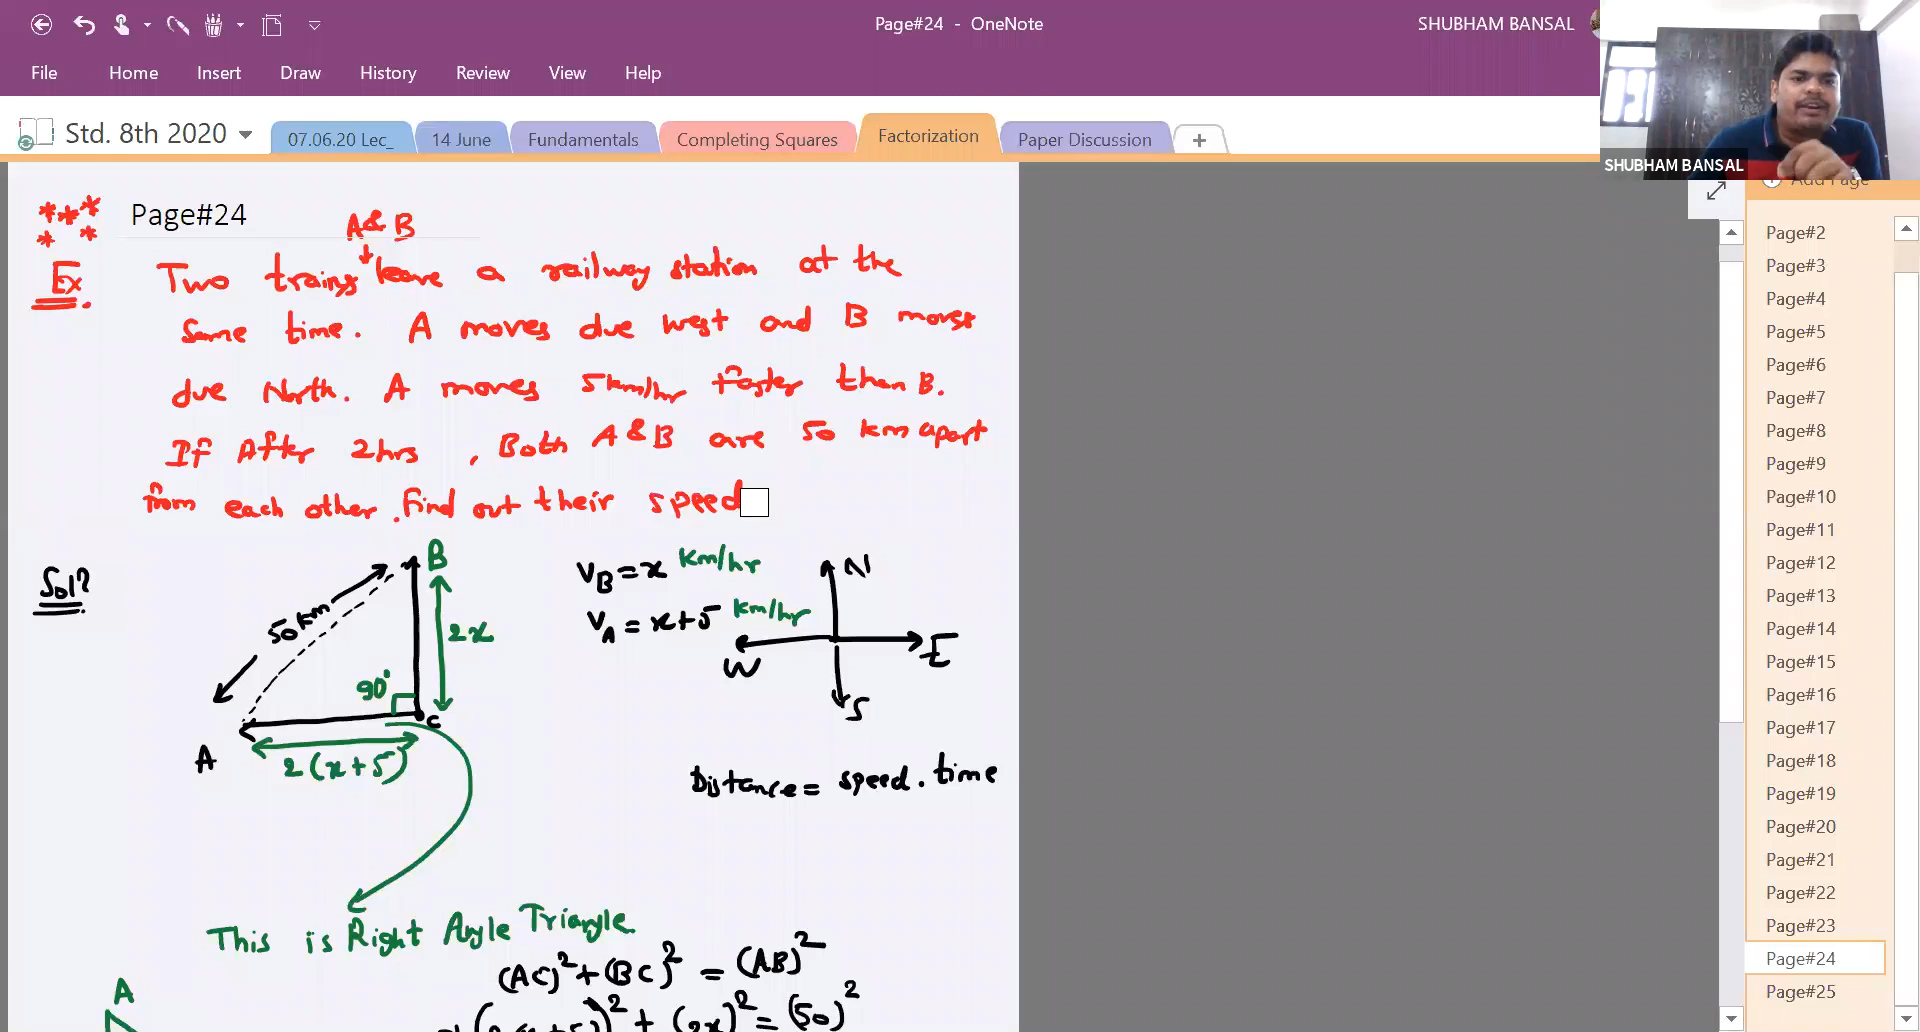 Page#24 - OneNote
SHUBHAM BANSAL
File Home Insert Draw History Review View Help
SHUBHAM BANSAL
Std. 8th 2020
07.06.20 Lec_
14 June
Fundamentals
Completing Squares
Factorization
Paper Discussion
+
Add Page
Page#2
Page#3
Page#4
Page#5
Page#6
Page#7
Page#8
Page#9
Page#10
Page#11
Page#12
Page#13
Page#14
Page#15
Page#16
Page#17
Page#18
Page#19
Page#20
Page#21
Page#22
Page#23
Page#24
Page#25
Page#24
A & B
Ex. Two trains leave a railway station at the
same time. A moves due west and B moves
due North. A moves 5km/hr faster than B.
If After 2hrs, Both A & B are 50 km apart
from each other. Find out their speed
Solⁿ.
B
50 km
2x
90°
C
A
2(x+5)
V_B = x km/hr
V_A = x+5 km/hr
N
W
E
S
Distance = speed . time
This is Right Angle Triangle
(AC)² + (BC)² = (AB)²
A
+ (2x)² = (50)²